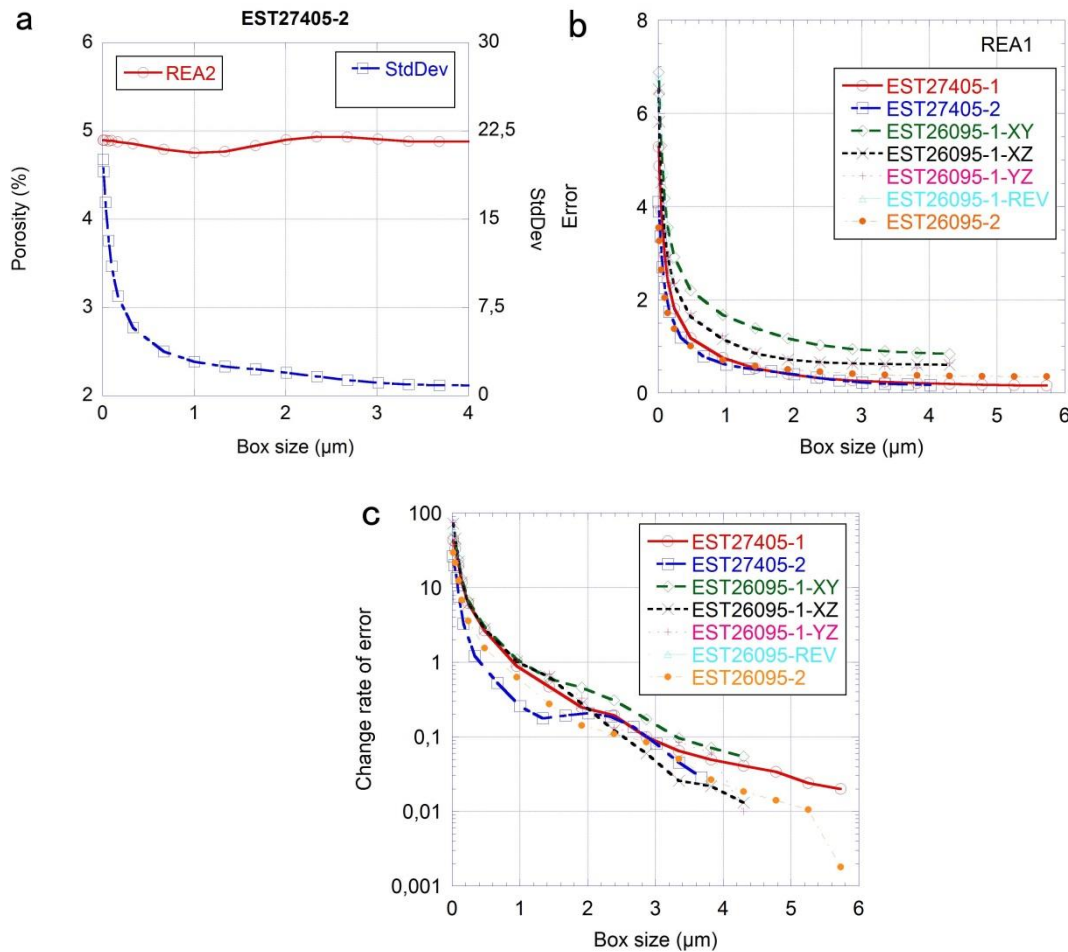 a
EST27405-2
REA2
StdDev
6
5
4
3
2
Porosity (%)
30
22,5
15
7,5
0
StdDev
0 1 2 3 4
Box size (µm)
b
REA1
EST27405-1
EST27405-2
EST26095-1-XY
EST26095-1-XZ
EST26095-1-YZ
EST26095-1-REV
EST26095-2
8
6
4
2
0
Error
0 1 2 3 4 5 6
Box size (µm)
c
EST27405-1
EST27405-2
EST26095-1-XY
EST26095-1-XZ
EST26095-1-YZ
EST26095-REV
EST26095-2
100
10
1
0,1
0,01
0,001
Change rate of error
0 1 2 3 4 5 6
Box size (µm)